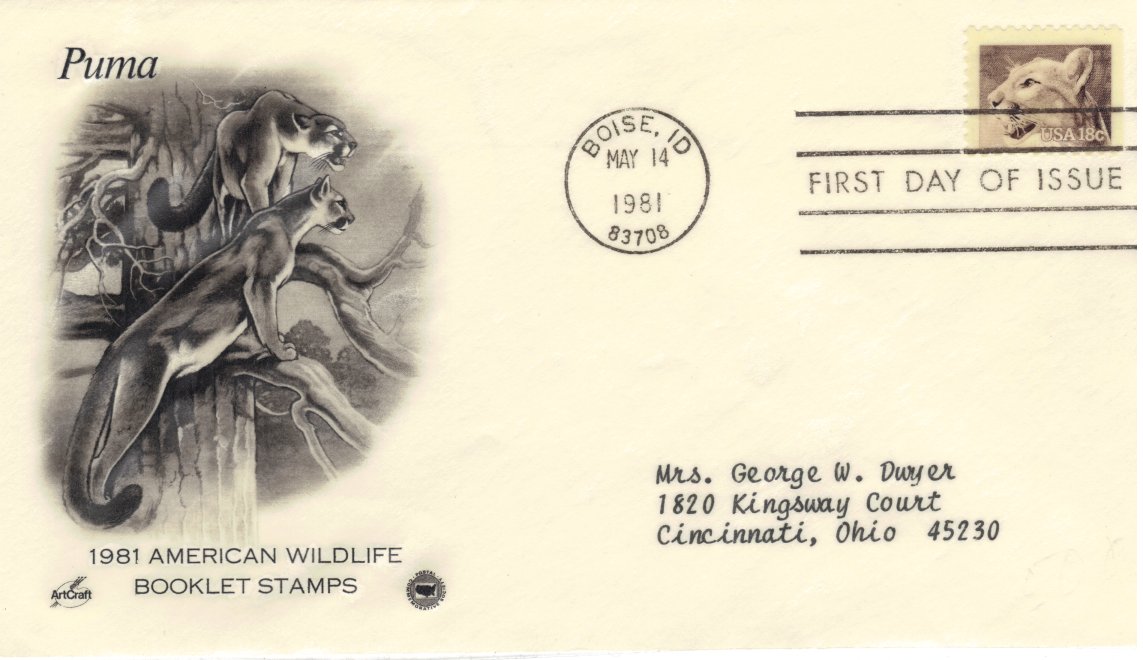 Puma
USA 18c
BOISE, ID
MAY 14
1981
83708
FIRST DAY OF ISSUE
Mrs. George W. Dwyer
1820 Kingsway Court
Cincinnati, Ohio 45230
1981 AMERICAN WILDLIFE
BOOKLET STAMPS
ArtCraft